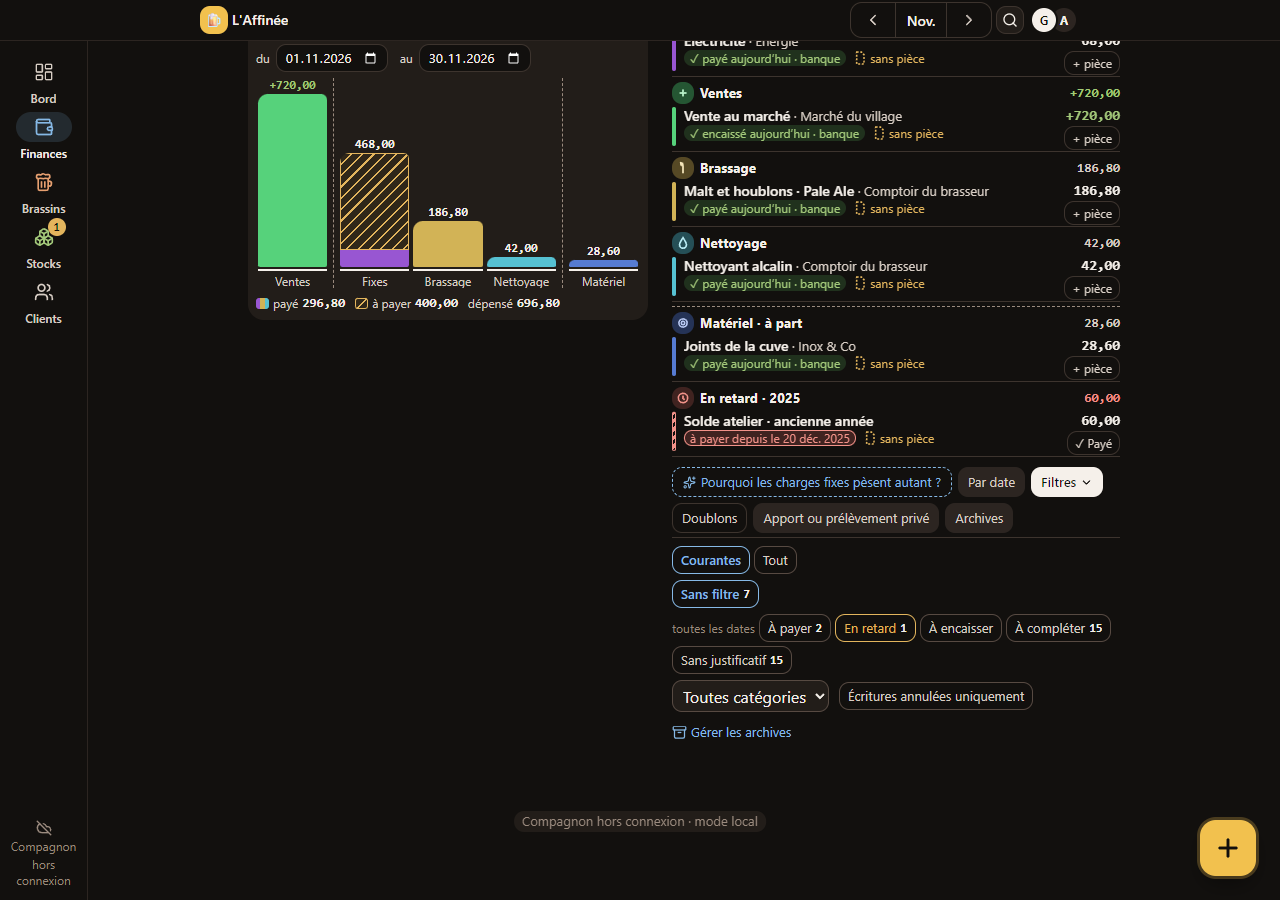 L'Affinée
Nov.
G A
Bord
Finances
Brassins
1
Stocks
Clients
Compagnon
hors
connexion
du 01.11.2026 au 30.11.2026
+720,00
468,00
186,80
42,00
28,60
Ventes Fixes Brassage Nettoyage Matériel
payé 296,80 à payer 400,00 dépensé 696,80
Électricité · Énergie 68,00
✓ payé aujourd'hui · banque sans pièce + pièce
Ventes +720,00
Vente au marché · Marché du village +720,00
✓ encaissé aujourd'hui · banque sans pièce + pièce
Brassage 186,80
Malt et houblons · Pale Ale · Comptoir du brasseur 186,80
✓ payé aujourd'hui · banque sans pièce + pièce
Nettoyage 42,00
Nettoyant alcalin · Comptoir du brasseur 42,00
✓ payé aujourd'hui · banque sans pièce + pièce
Matériel · à part 28,60
Joints de la cuve · Inox & Co 28,60
✓ payé aujourd'hui · banque sans pièce + pièce
En retard · 2025 60,00
Solde atelier · ancienne année 60,00
à payer depuis le 20 déc. 2025 sans pièce ✓ Payé
Pourquoi les charges fixes pèsent autant ? Par date Filtres
Doublons Apport ou prélèvement privé Archives
Courantes Tout
Sans filtre 7
toutes les dates À payer 2 En retard 1 À encaisser À compléter 15
Sans justificatif 15
Toutes catégories Écritures annulées uniquement
Gérer les archives
Compagnon hors connexion · mode local